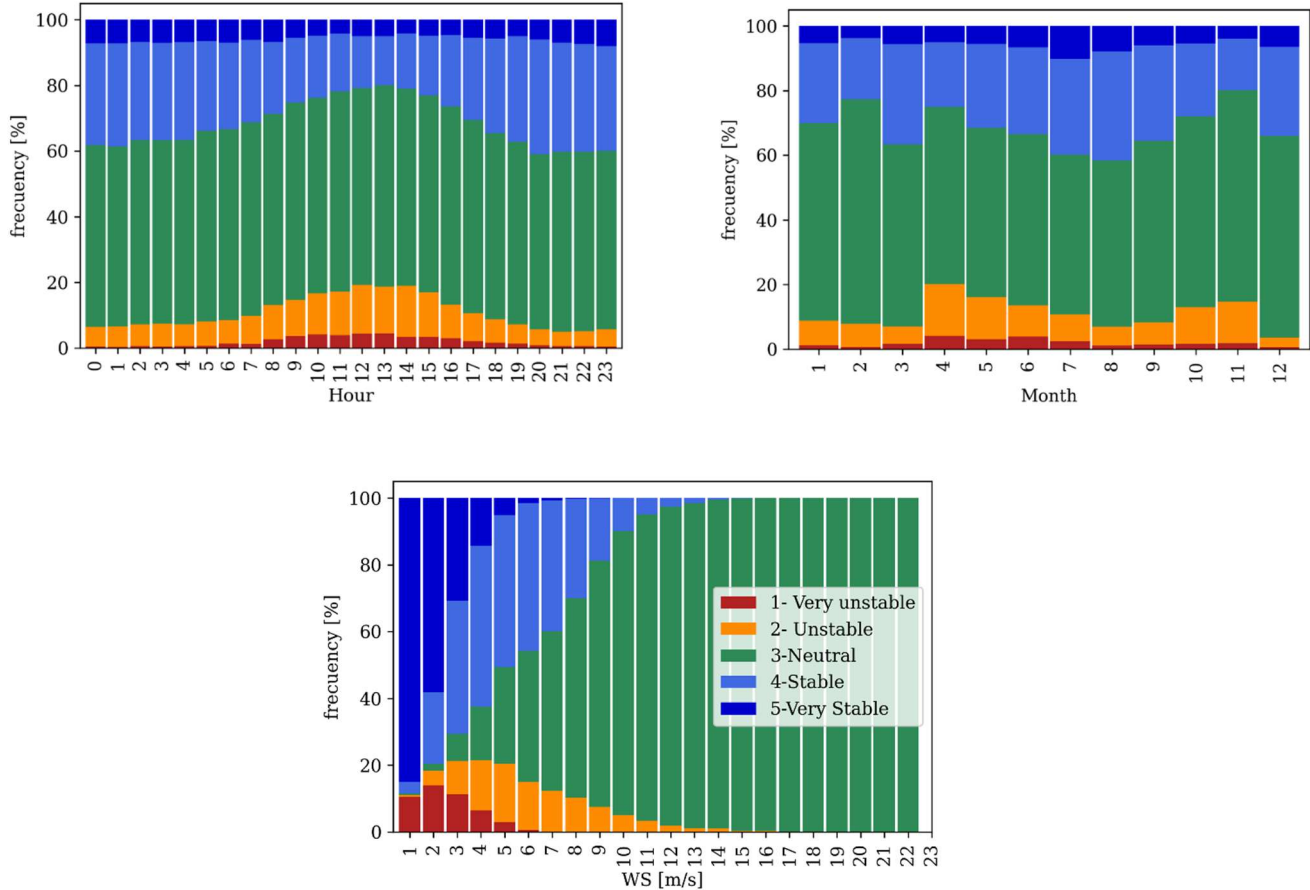 100
80
60
40
20
0
frecuency [%]
0 1 2 3 4 5 6 7 8 9 10 11 12 13 14 15 16 17 18 19 20 21 22 23
Hour
100
80
60
40
20
0
frecuency [%]
1 2 3 4 5 6 7 8 9 10 11 12
Month
100
80
60
40
20
0
frecuency [%]
1- Very unstable
2- Unstable
3-Neutral
4-Stable
5-Very Stable
1 2 3 4 5 6 7 8 9 10 11 12 13 14 15 16 17 18 19 20 21 22 23
WS [m/s]